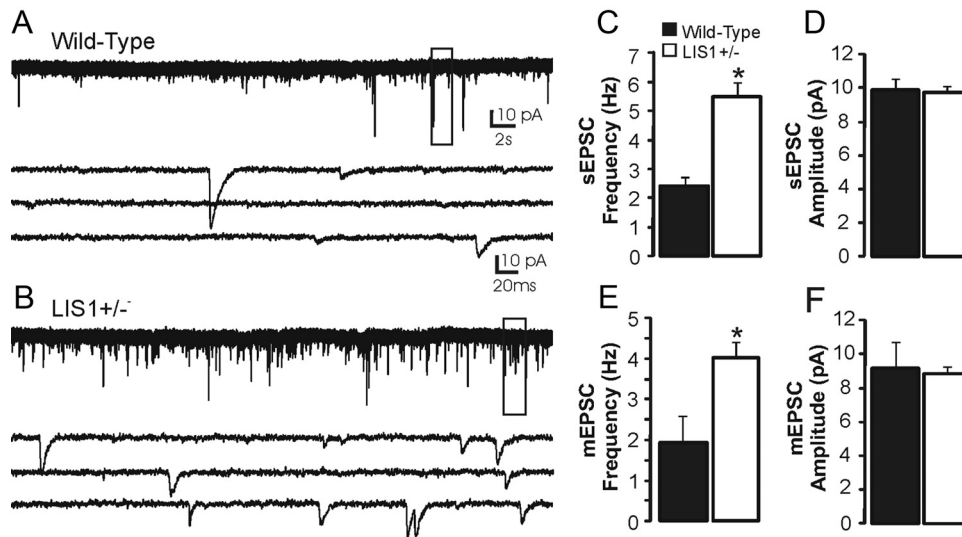 A
Wild-Type
10 pA
2s
10 pA
20ms
B
LIS1+/-
C
Wild-Type
LIS1+/-
sEPSC
Frequency (Hz)
7
6
5
4
3
2
1
0
*
D
sEPSC
Amplitude (pA)
12
10
8
6
4
2
0
E
mEPSC
Frequency (Hz)
5
4
3
2
1
0
*
F
mEPSC
Amplitude (pA)
12
10
8
6
4
2
0